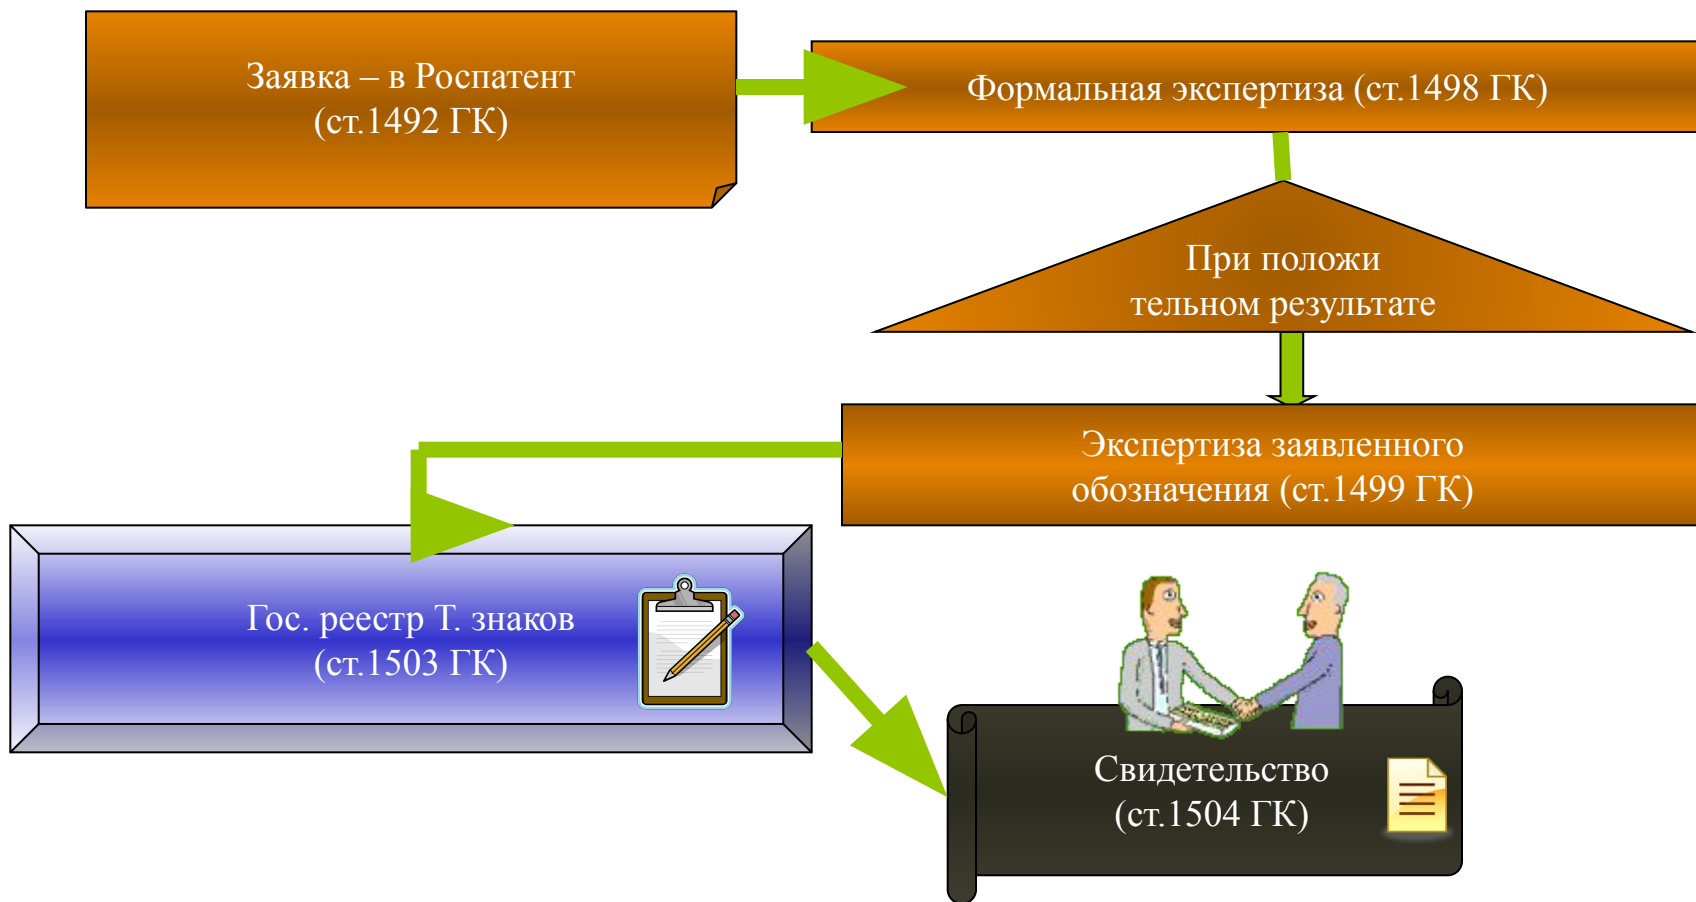 Заявка – в Роспатент
(ст.1492 ГК)
Формальная экспертиза (ст.1498 ГК)
При положи
тельном результате
Экспертиза заявленного
обозначения (ст.1499 ГК)
Гос. реестр Т. знаков
(ст.1503 ГК)
Свидетельство
(ст.1504 ГК)